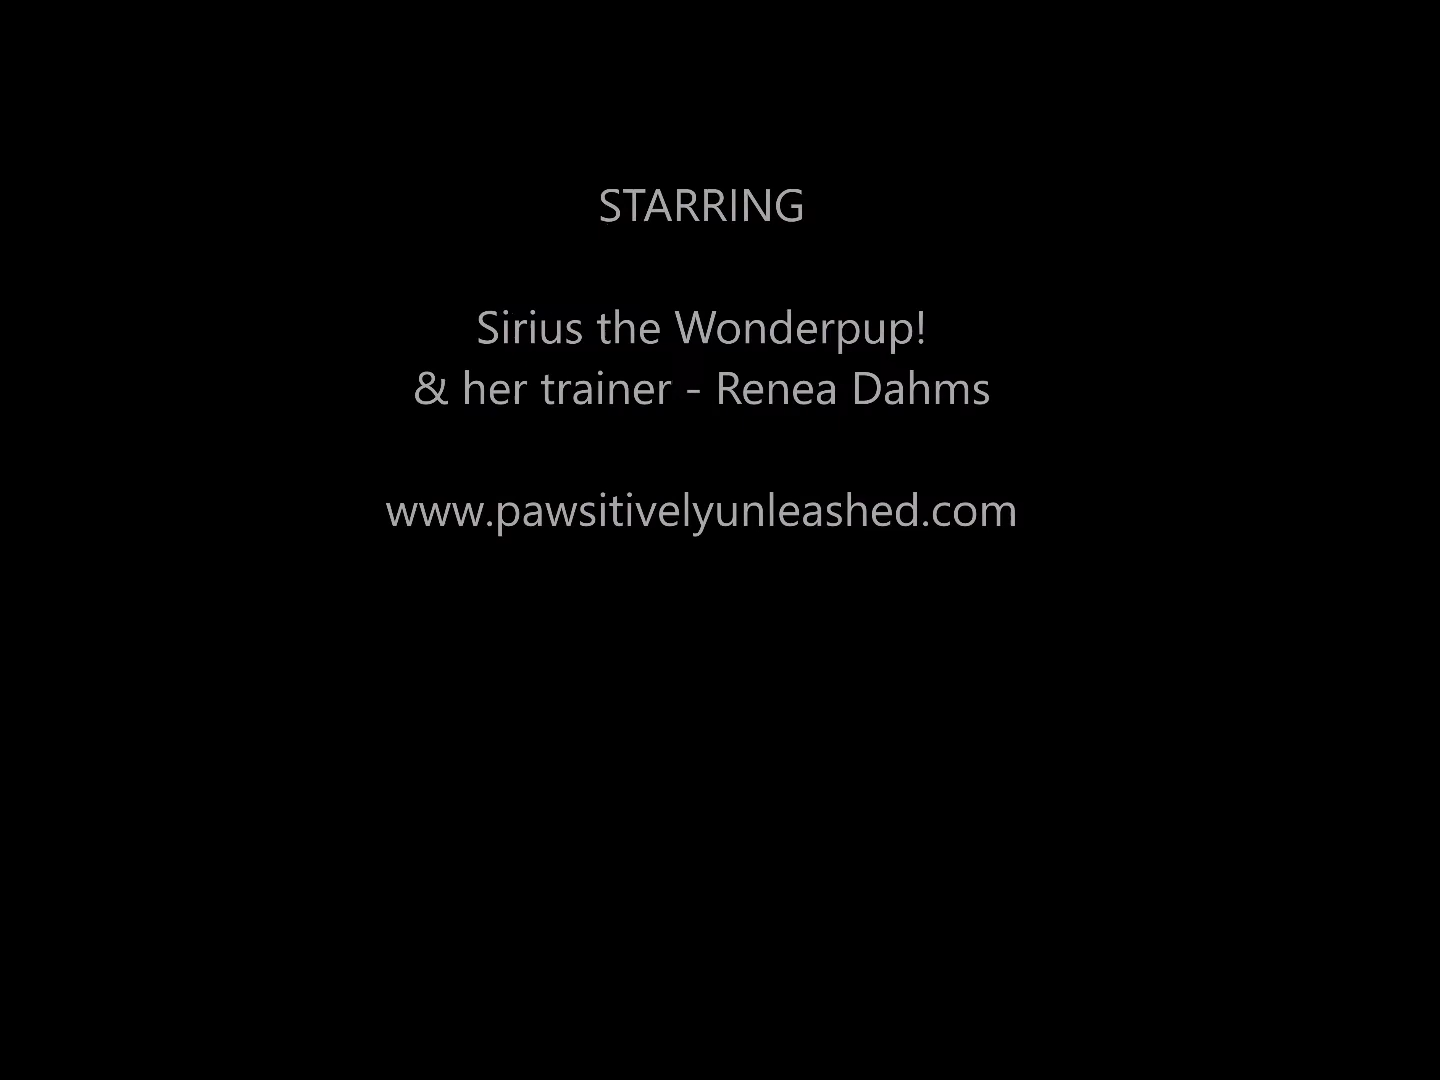 STARRING
Sirius the Wonderpup!
& her trainer - Renea Dahms
www.pawsitivelyunleashed.com